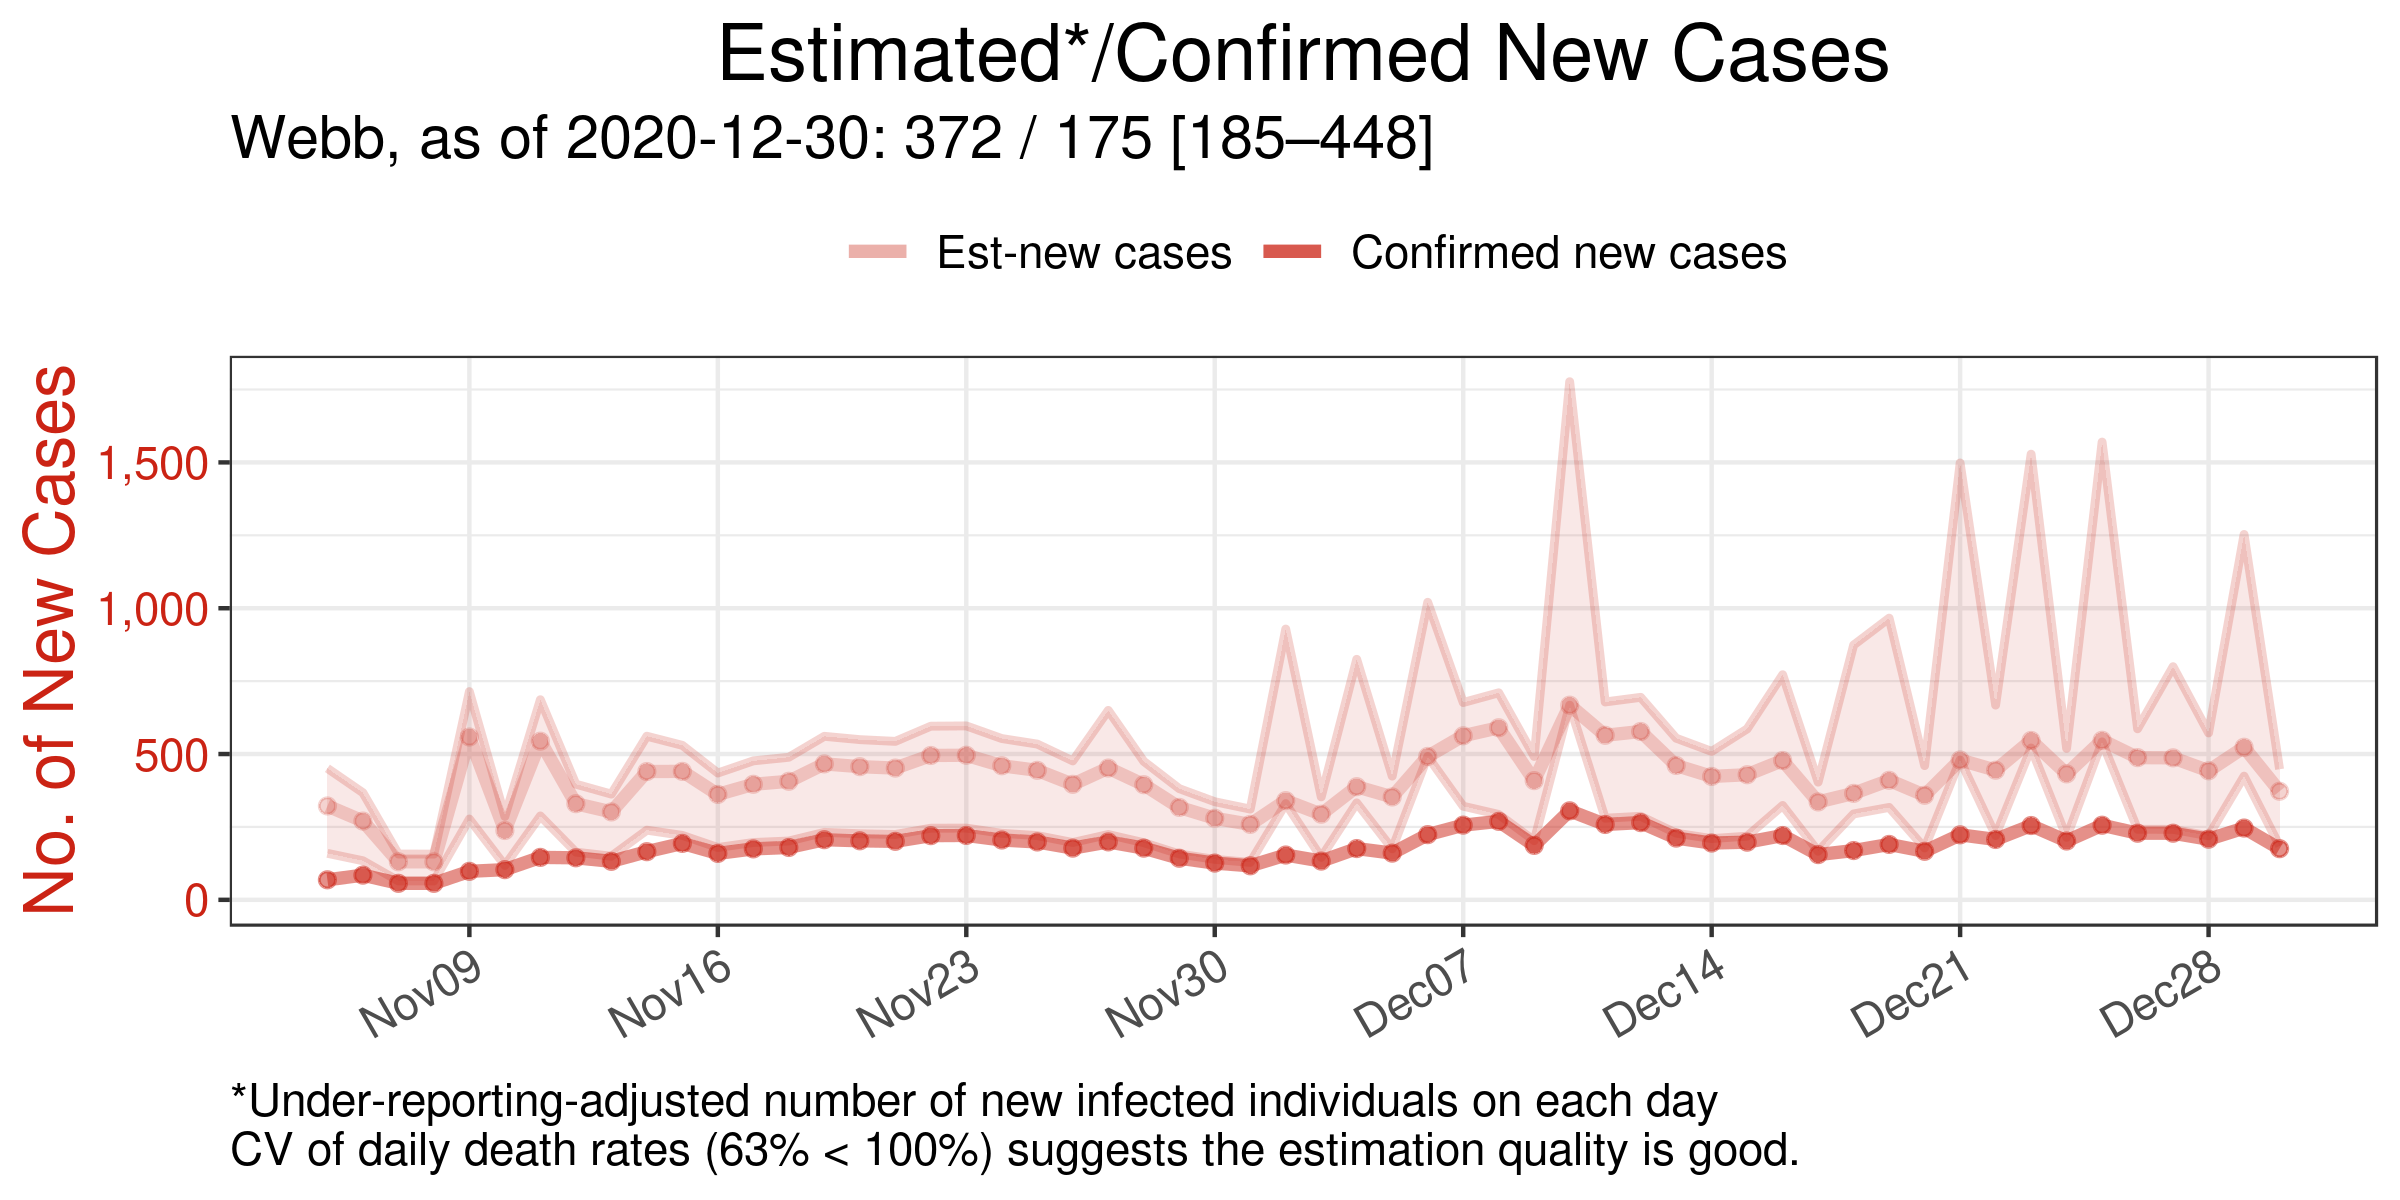 Estimated*/Confirmed New Cases
Webb, as of 2020-12-30: 372 / 175 [185–448]
Est-new cases
Confirmed new cases
No. of New Cases
1,500
1,000
500
0
Nov09
Nov16
Nov23
Nov30
Dec07
Dec14
Dec21
Dec28
*Under-reporting-adjusted number of new infected individuals on each day
CV of daily death rates (63% < 100%) suggests the estimation quality is good.